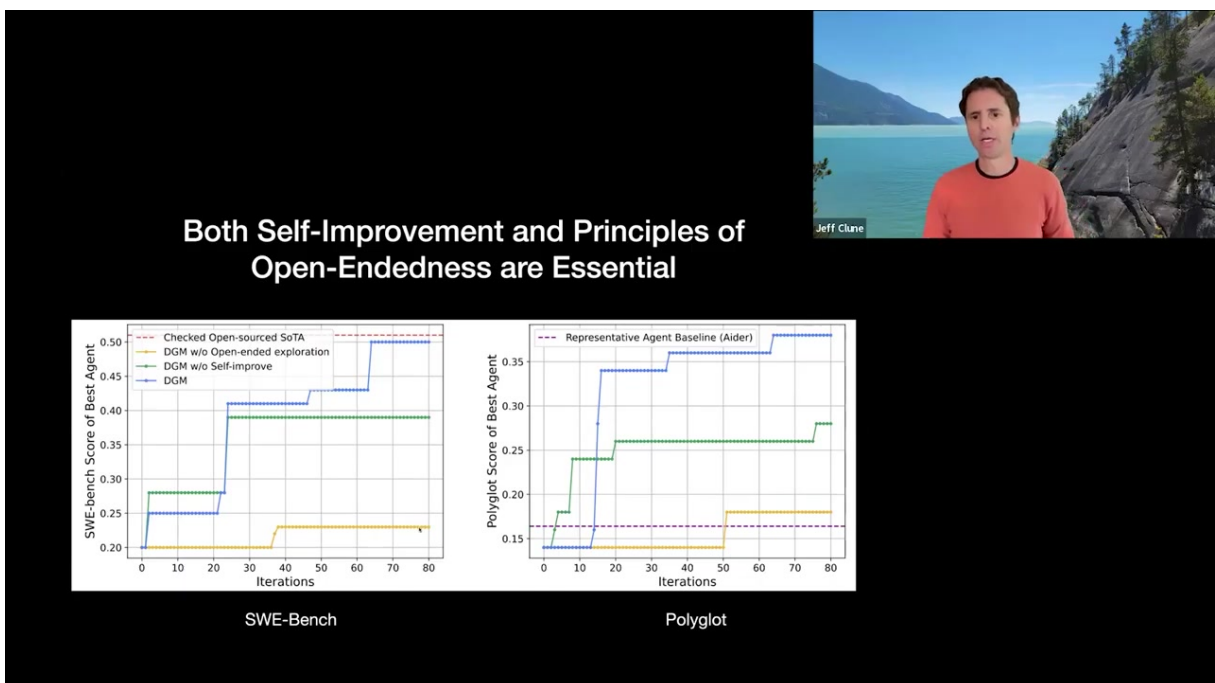 Jeff Clune
Both Self-Improvement and Principles of
Open-Endedness are Essential
SWE-bench Score of Best Agent
0.50
0.45
0.40
0.35
0.30
0.25
0.20
Checked Open-sourced SoTA
DGM w/o Open-ended exploration
DGM w/o Self-improve
DGM
0 10 20 30 40 50 60 70 80
Iterations
SWE-Bench
Polyglot Score of Best Agent
0.35
0.30
0.25
0.20
0.15
Representative Agent Baseline (Aider)
0 10 20 30 40 50 60 70 80
Iterations
Polyglot